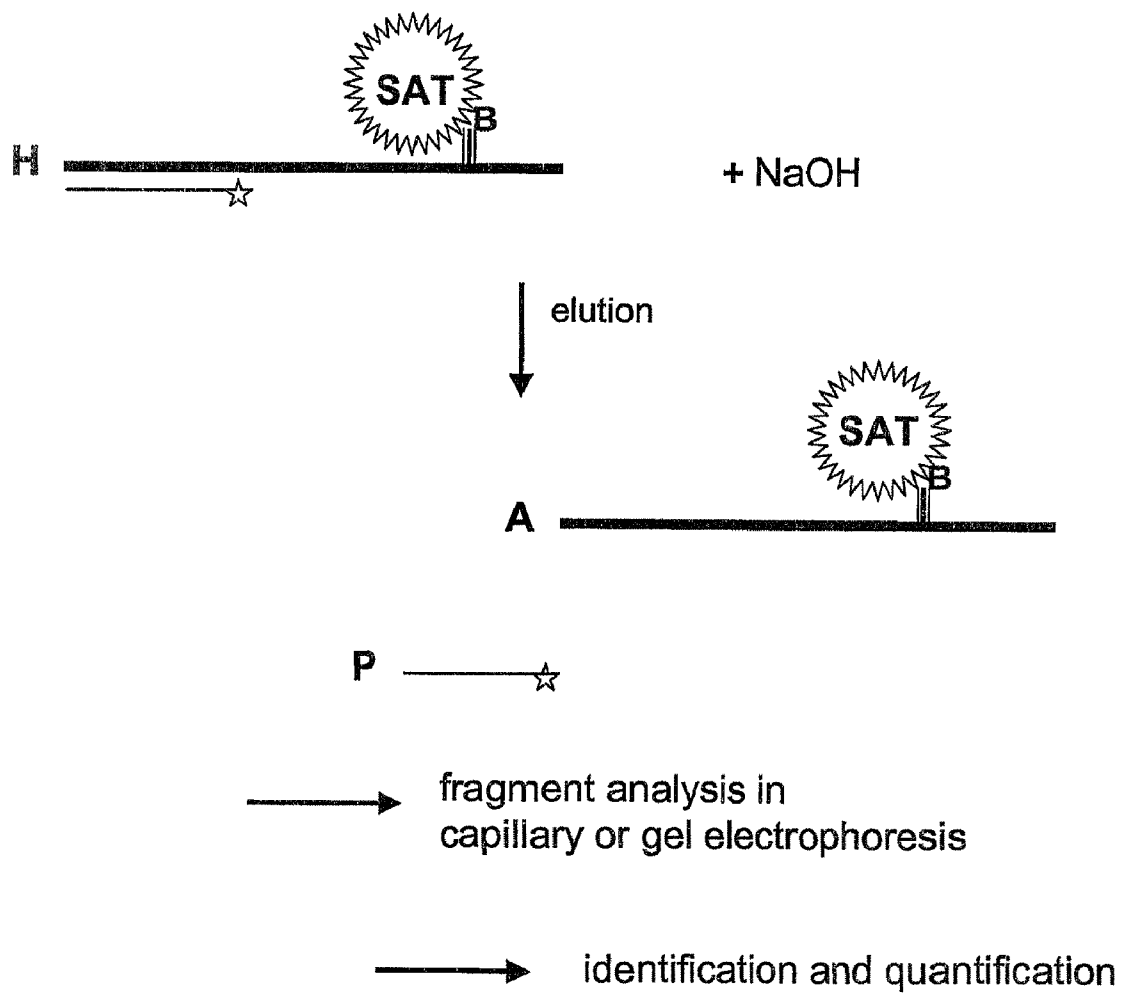 SAT
B
H
+ NaOH
elution
SAT
B
A
P
fragment analysis in
capillary or gel electrophoresis
identification and quantification